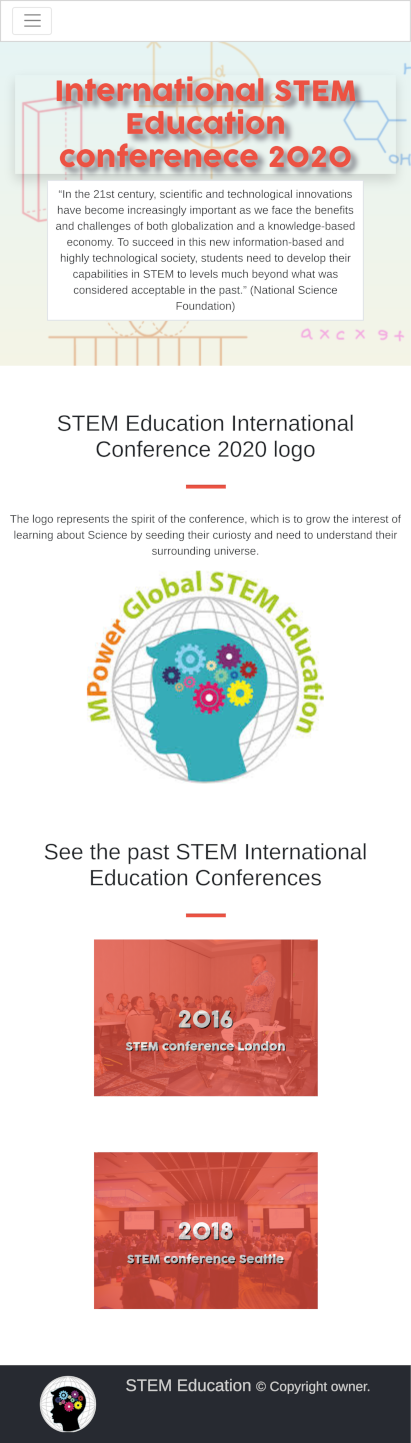 International STEM
Education
conferenece 2020
“In the 21st century, scientific and technological innovations
have become increasingly important as we face the benefits
and challenges of both globalization and a knowledge-based
economy. To succeed in this new information-based and
highly technological society, students need to develop their
capabilities in STEM to levels much beyond what was
considered acceptable in the past.” (National Science
Foundation)
d
OH
a x c x 9 +
STEM Education International
Conference 2020 logo
The logo represents the spirit of the conference, which is to grow the interest of
learning about Science by seeding their curiosty and need to understand their
surrounding universe.
MPower Global STEM Education
See the past STEM International
Education Conferences
2016
STEM conference London
2018
STEM conference Seattle
STEM Education © Copyright owner.